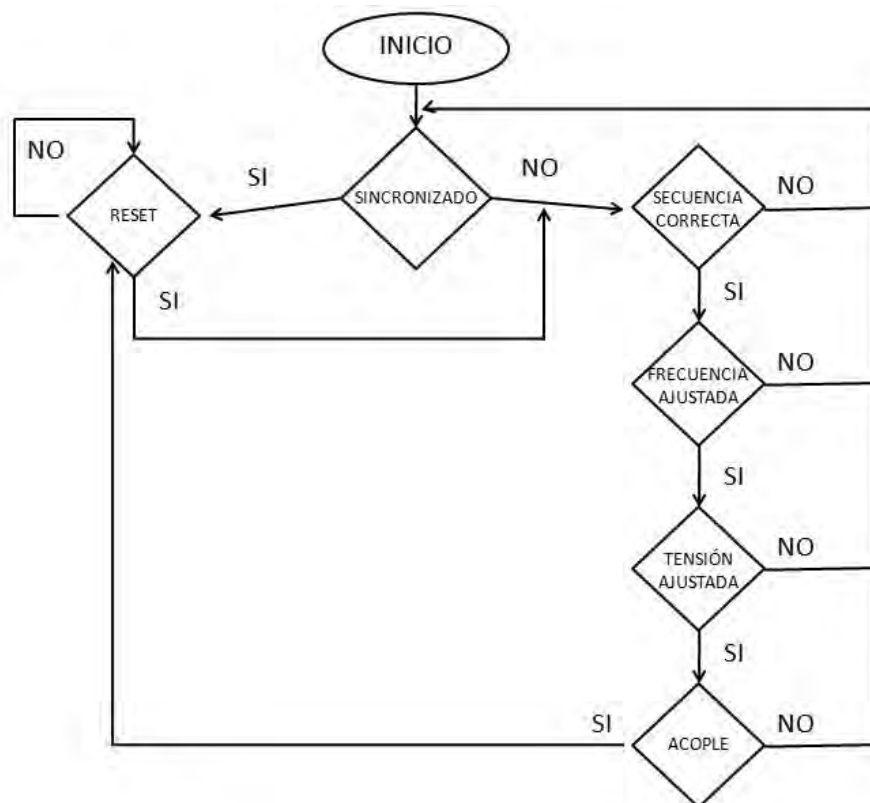 INICIO
NO
SI
NO
NO
RESET
SINCRONIZADO
SECUENCIA
CORRECTA
SI
SI
NO
FRECUENCIA
AJUSTADA
SI
NO
TENSIÓN
AJUSTADA
SI
SI
NO
ACOPLE